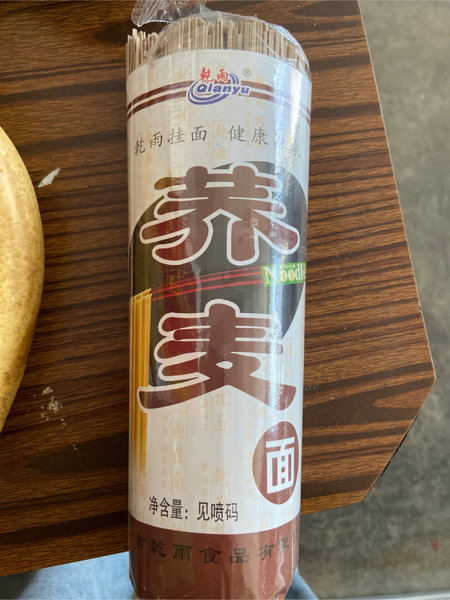 乾雨®
Qianyu
乾雨挂面 健康
荞
麦
面
净含量：见喷码
乾雨食品有限